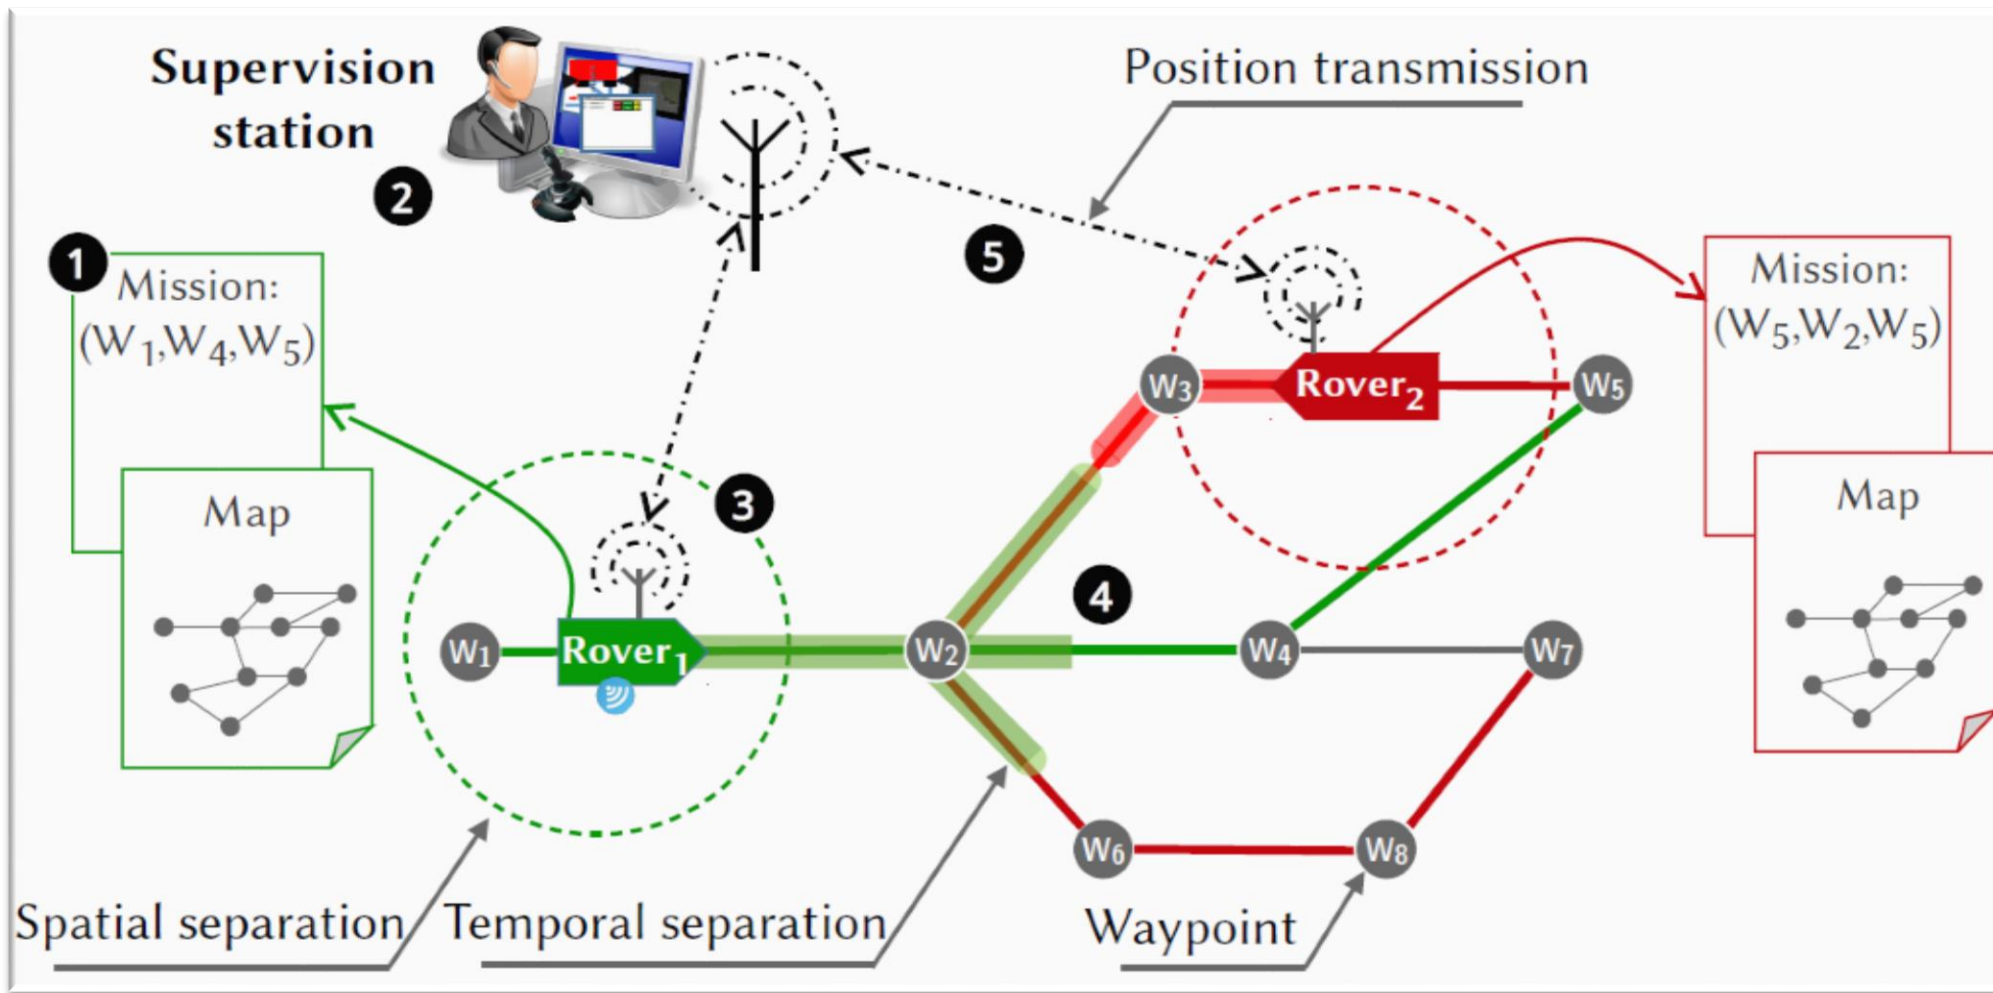 Supervision
station
Position transmission
2
1
5
Mission:
(W1,W4,W5)
Mission:
(W5,W2,W5)
W3
Rover2
W5
Map
3
Map
4
W1
Rover1
W2
W4
W7
W6
W8
Spatial separation
Temporal separation
Waypoint